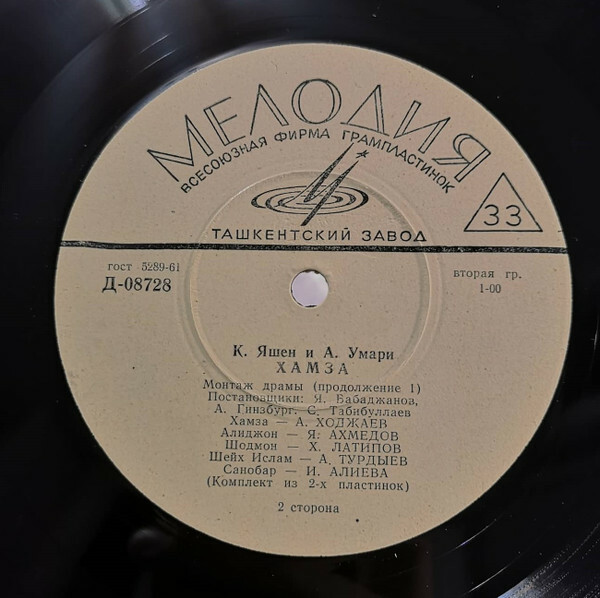 МЕЛОДИЯ
ВСЕСОЮЗНАЯ ФИРМА ГРАМПЛАСТИНОК
33
ТАШКЕНТСКИЙ ЗАВОД
гост 5289-61
Д-08728
вторая гр.
1-00
К. Яшен и А. Умари
ХАМЗА
Монтаж драмы (продолжение 1)
Постановщики: Я. Бабаджанов,
А. Гинзбург. С. Табибуллаев
Хамза — А. ХОДЖАЕВ
Алиджон — Я. АХМЕДОВ
Шодмон — Х. ЛАТИПОВ
Шейх Ислам — А. ТУРДЫЕВ
Санобар — И. АЛИЕВА
(Комплект из 2-х пластинок)
2 сторона